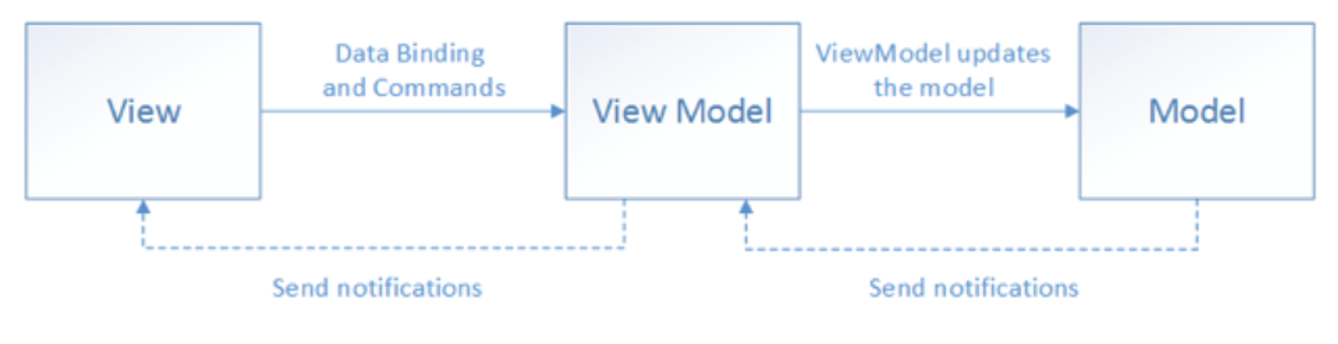 View
Data Binding
and Commands
View Model
ViewModel updates
the model
Model
Send notifications
Send notifications